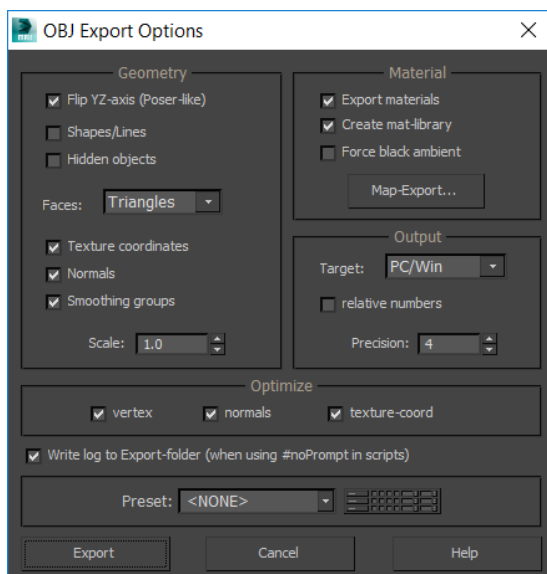 OBJ Export Options
Geometry
Flip YZ-axis (Poser-like)
Shapes/Lines
Hidden objects
Faces: Triangles
Texture coordinates
Normals
Smoothing groups
Scale: 1.0
Material
Export materials
Create mat-library
Force black ambient
Map-Export...
Output
Target: PC/Win
relative numbers
Precision: 4
Optimize
vertex normals texture-coord
Write log to Export-folder (when using #noPrompt in scripts)
Preset: <NONE>
Export Cancel Help